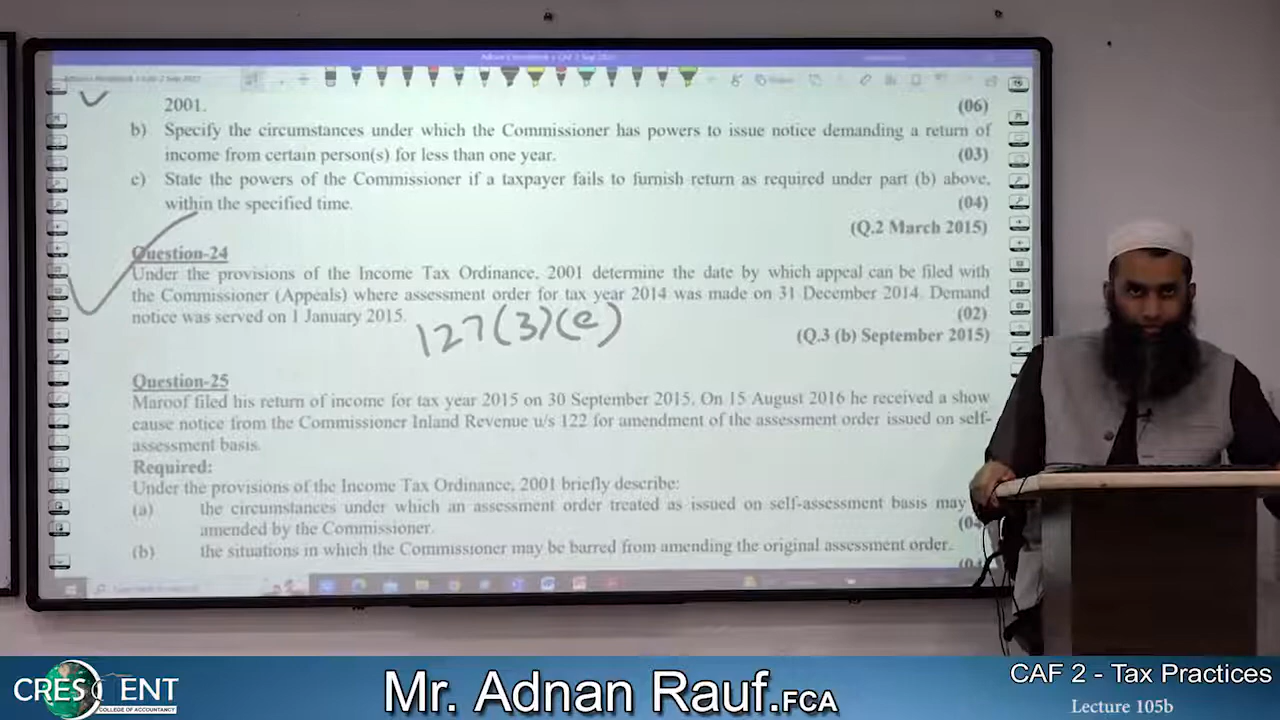 2001. (06)
b) Specify the circumstances under which the Commissioner has powers to issue notice demanding a return of
income from certain person(s) for less than one year. (03)
c) State the powers of the Commissioner if a taxpayer fails to furnish return as required under part (b) above,
within the specified time. (04)
(Q.2 March 2015)
Question-24
Under the provisions of the Income Tax Ordinance, 2001 determine the date by which appeal can be filed with
the Commissioner (Appeals) where assessment order for tax year 2014 was made on 31 December 2014. Demand
notice was served on 1 January 2015. (02)
127(3)(e)
(Q.3 (b) September 2015)
Question-25
Maroof filed his return of income for tax year 2015 on 30 September 2015. On 15 August 2016 he received a show
cause notice from the Commissioner Inland Revenue u/s 122 for amendment of the assessment order issued on self-
assessment basis.
Required:
Under the provisions of the Income Tax Ordinance, 2001 briefly describe:
(a) the circumstances under which an assessment order treated as issued on self-assessment basis may
amended by the Commissioner.
(b) the situations in which the Commissioner may be barred from amending the original assessment order.
CRESCENT
COLLEGE OF ACCOUNTANCY
Mr. Adnan Rauf.FCA
CAF 2 - Tax Practices
Lecture 105b